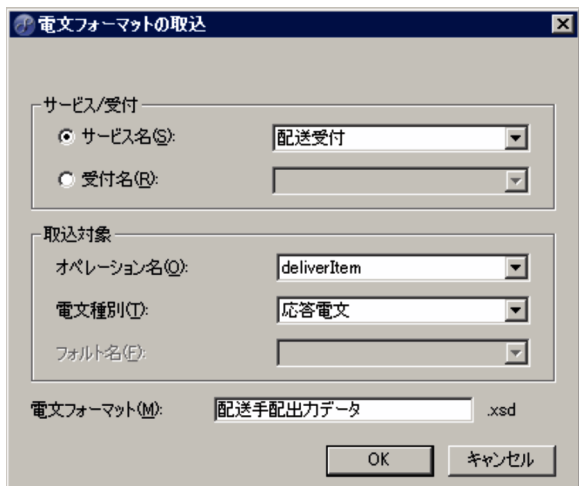 電文フォーマットの取込
サービス/受付
サービス名(S): 配送受付
受付名(R):
取込対象
オペレーション名(O): deliverItem
電文種別(T): 応答電文
フォルト名(F):
電文フォーマット(M): 配送手配出力データ .xsd
OK キャンセル